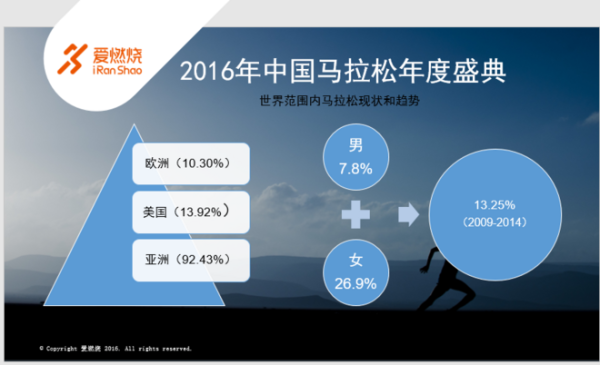 爱燃烧
iRanShao
2016年中国马拉松年度盛典
世界范围内马拉松现状和趋势
欧洲（10.30%）
美国（13.92%）
亚洲（92.43%）
男
7.8%
女
26.9%
13.25%
（2009-2014）
© Copyright 爱燃烧 2015. All rights reserved.